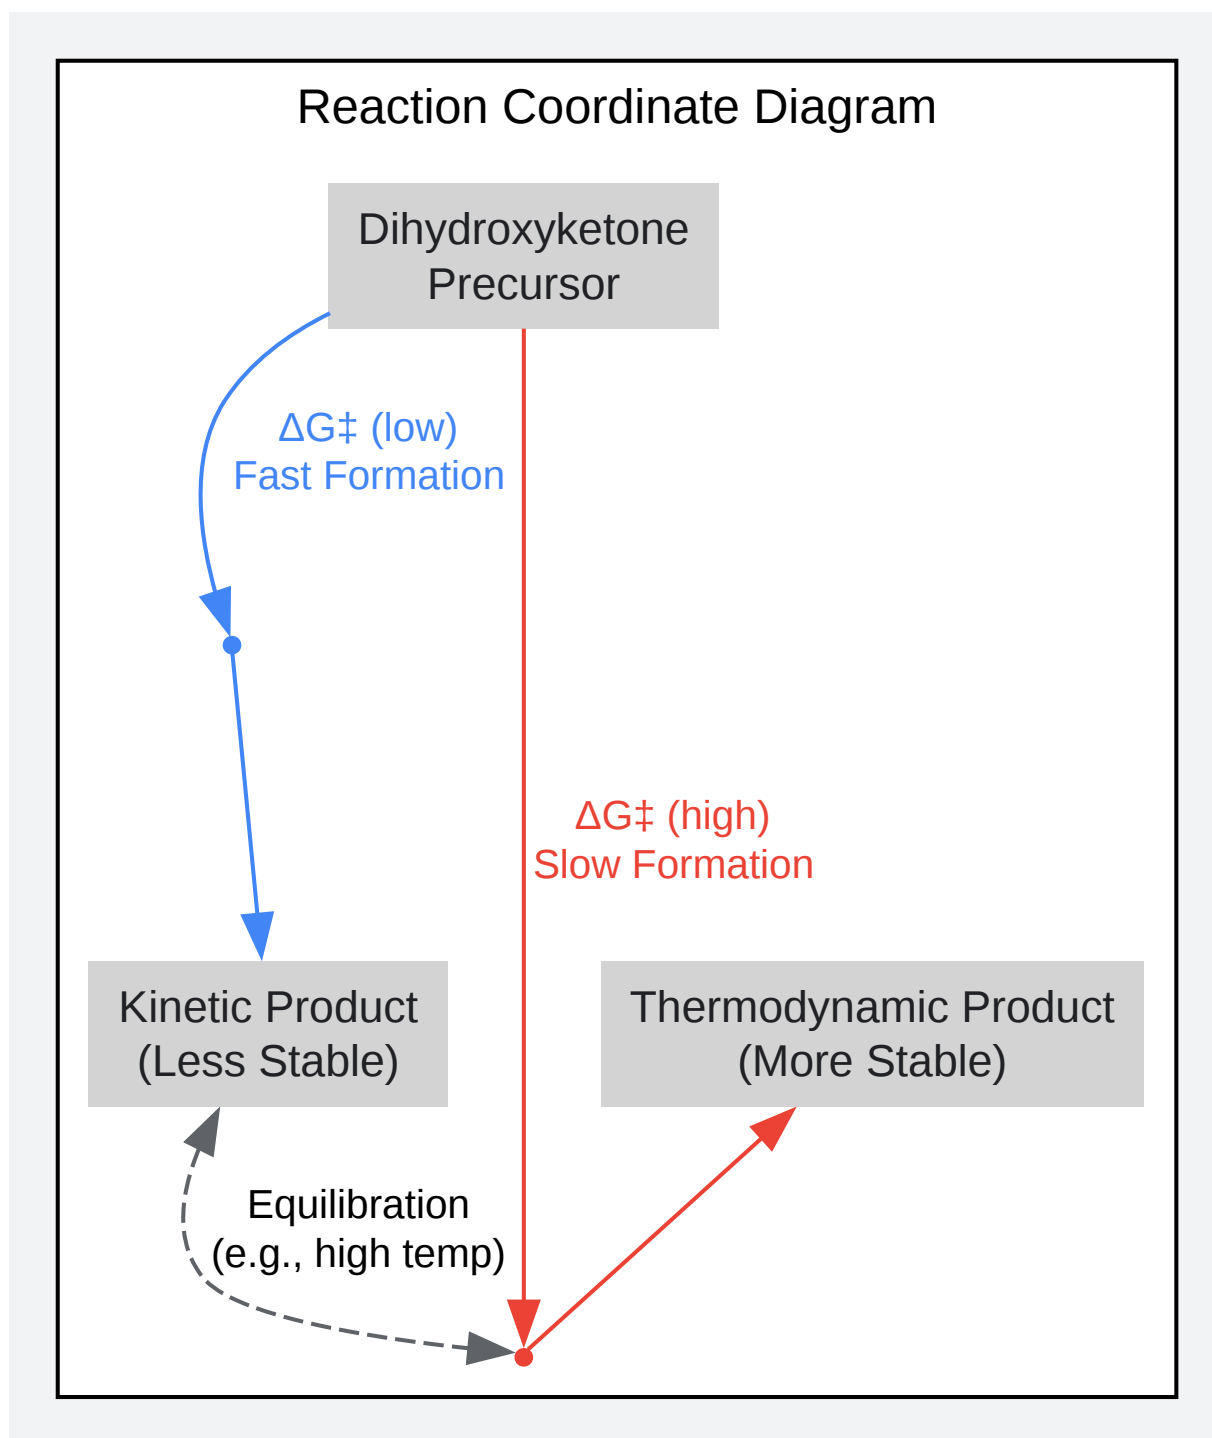 Reaction Coordinate Diagram
Dihydroxyketone
Precursor
ΔG‡ (low)
Fast Formation
ΔG‡ (high)
Slow Formation
Kinetic Product
(Less Stable)
Thermodynamic Product
(More Stable)
Equilibration
(e.g., high temp)